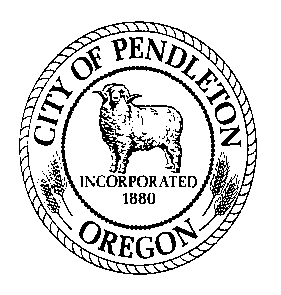 CITY OF PENDLETON
INCORPORATED
1880
OREGON